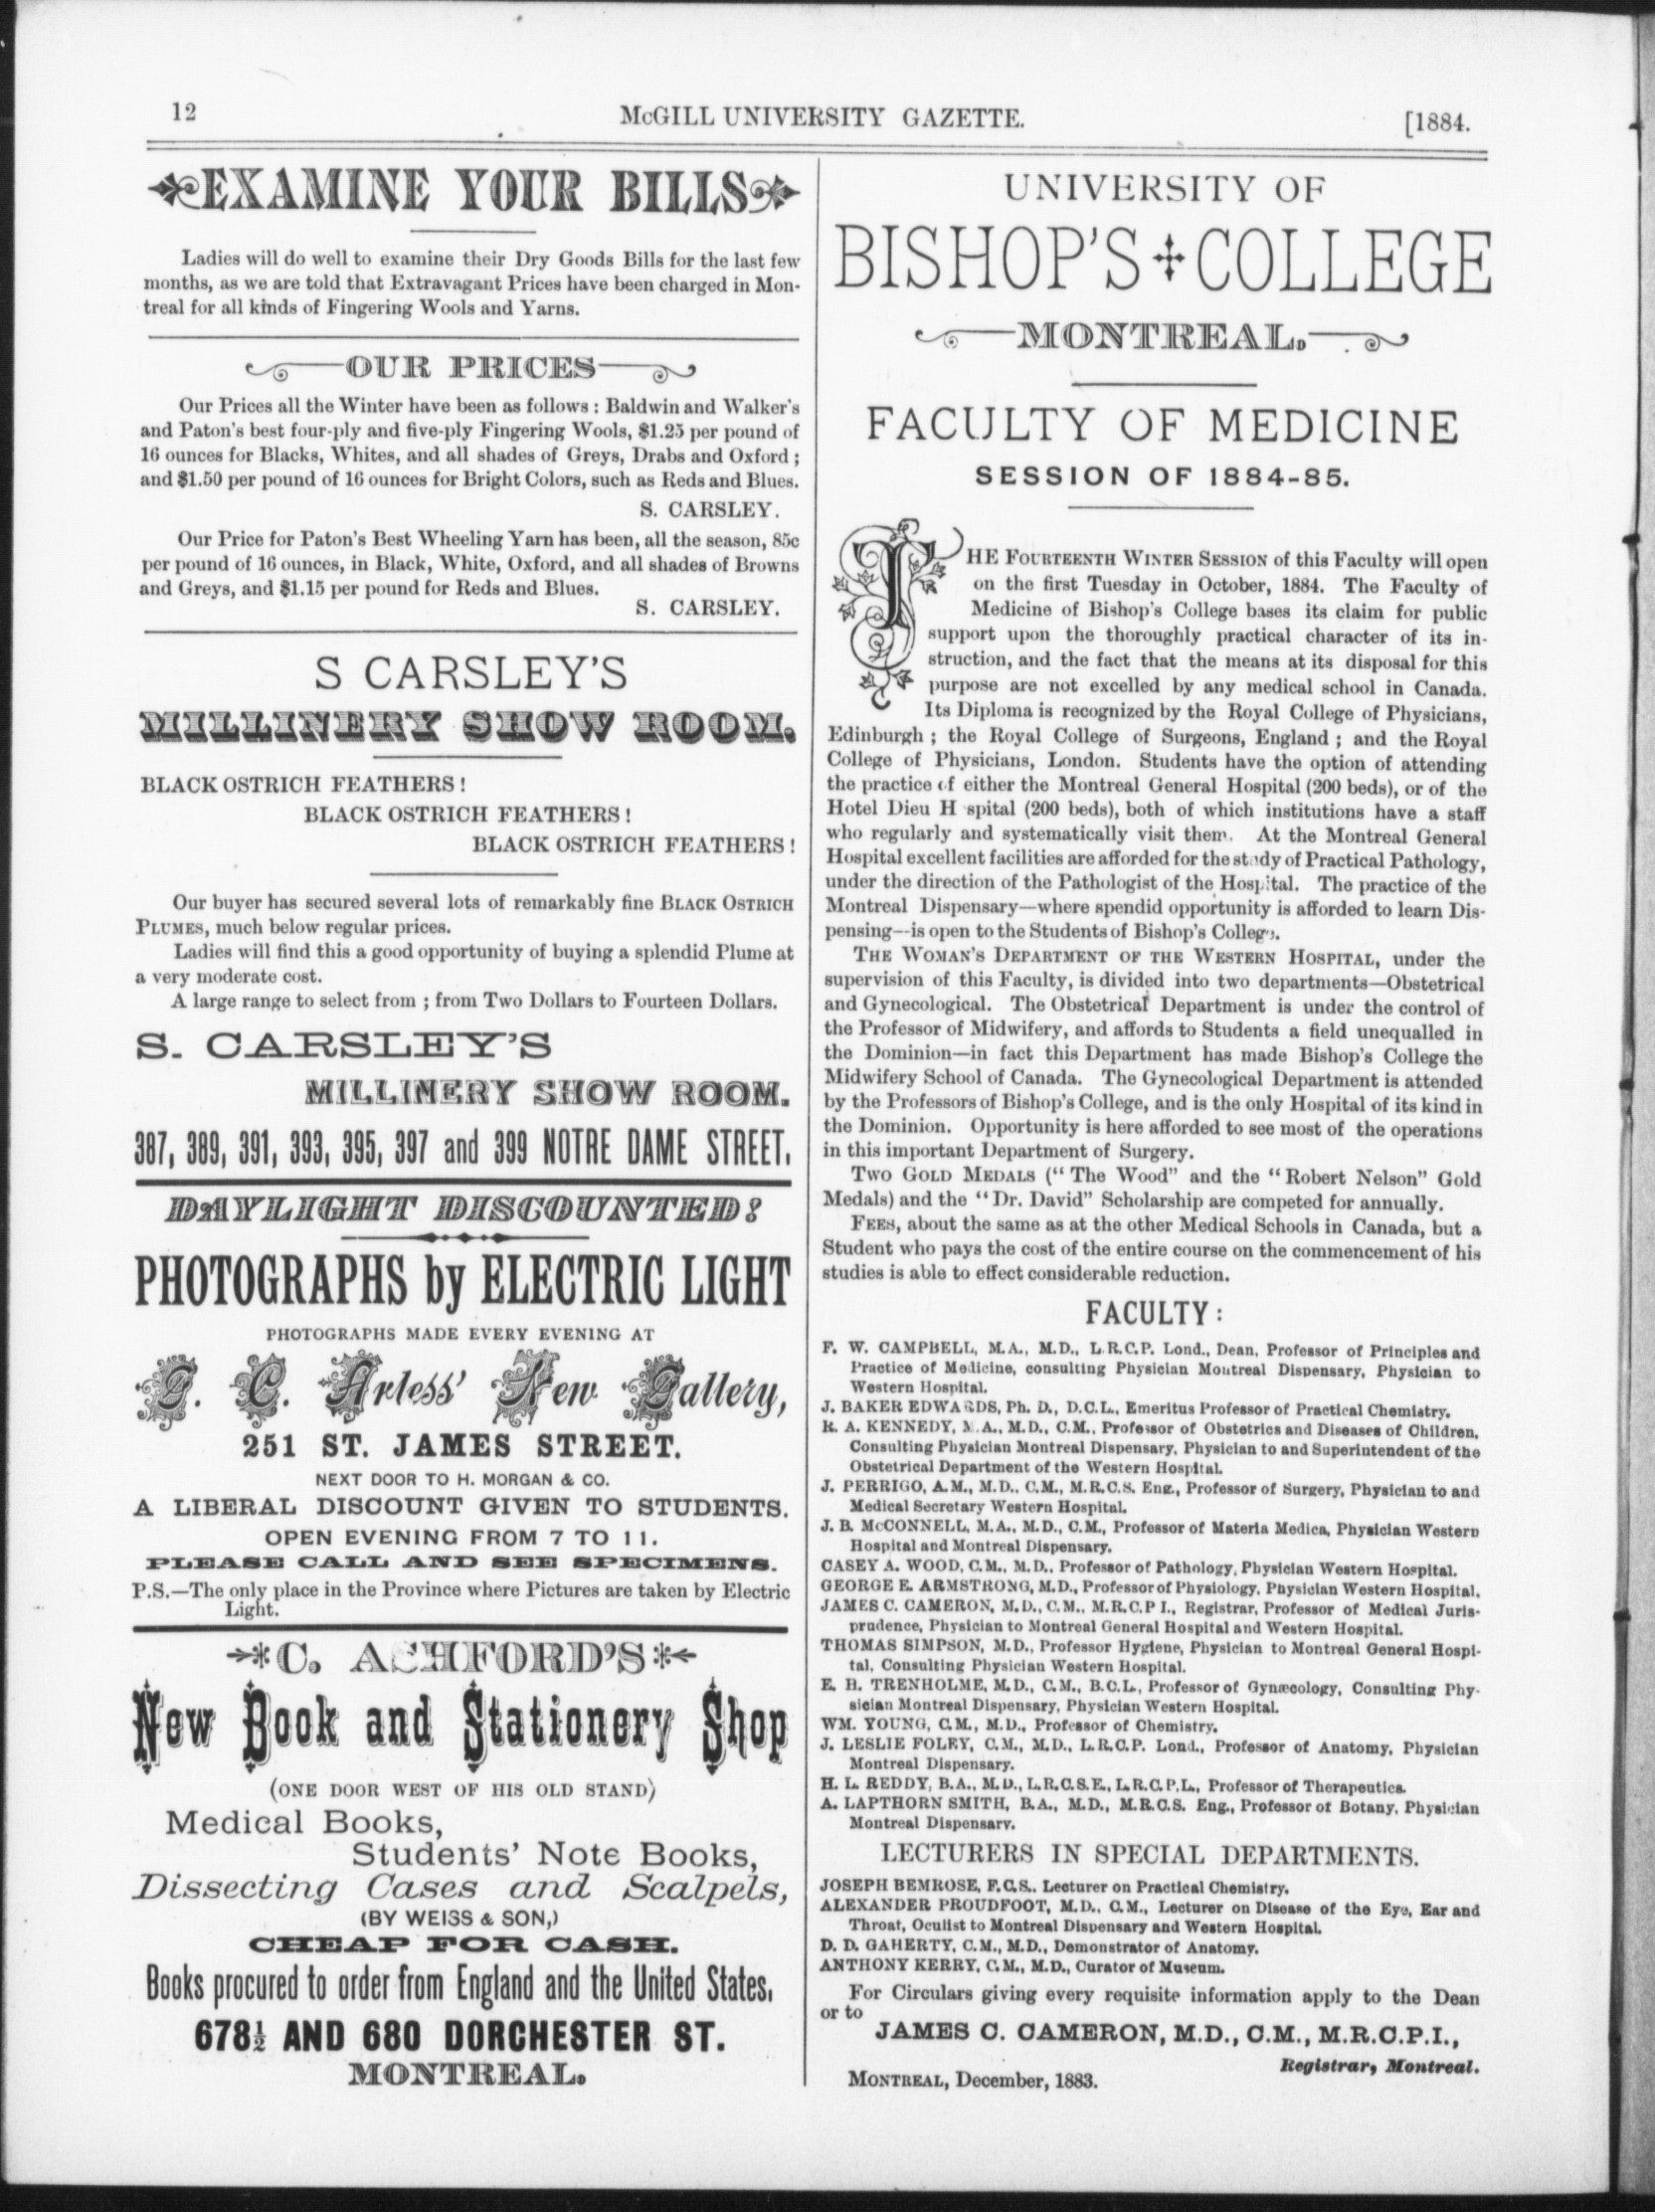 12
McGILL UNIVERSITY GAZETTE.
[1884.
EXAMINE YOUR BILLS
Ladies will do well to examine their Dry Goods Bills for the last few
months, as we are told that Extravagant Prices have been charged in Mon-
treal for all kinds of Fingering Wools and Yarns.
OUR PRICES
Our Prices all the Winter have been as follows : Baldwin and Walker's
and Paton's best four-ply and five-ply Fingering Wools, $1.25 per pound of
16 ounces for Blacks, Whites, and all shades of Greys, Drabs and Oxford ;
and $1.50 per pound of 16 ounces for Bright Colors, such as Reds and Blues.
S. CARSLEY.
Our Price for Paton's Best Wheeling Yarn has been, all the season, 85c
per pound of 16 ounces, in Black, White, Oxford, and all shades of Browns
and Greys, and $1.15 per pound for Reds and Blues.
S. CARSLEY.
S CARSLEY'S
MILLINERY SHOW ROOM.
BLACK OSTRICH FEATHERS !
BLACK OSTRICH FEATHERS !
BLACK OSTRICH FEATHERS !
Our buyer has secured several lots of remarkably fine BLACK OSTRICH
PLUMES, much below regular prices.
Ladies will find this a good opportunity of buying a splendid Plume at
a very moderate cost.
A large range to select from ; from Two Dollars to Fourteen Dollars.
S. CARSLEY'S
MILLINERY SHOW ROOM.
387, 389, 391, 393, 395, 397 and 399 NOTRE DAME STREET.
DAYLIGHT DISCOUNTED!
PHOTOGRAPHS by ELECTRIC LIGHT
PHOTOGRAPHS MADE EVERY EVENING AT
G. C. Arless' New Gallery,
251 ST. JAMES STREET.
NEXT DOOR TO H. MORGAN & CO.
A LIBERAL DISCOUNT GIVEN TO STUDENTS.
OPEN EVENING FROM 7 TO 11.
PLEASE CALL AND SEE SPECIMENS.
P.S.—The only place in the Province where Pictures are taken by Electric
Light.
C. ASHFORD'S
New Book and Stationery Shop
(ONE DOOR WEST OF HIS OLD STAND)
Medical Books,
Students' Note Books,
Dissecting Cases and Scalpels,
(BY WEISS & SON,)
CHEAP FOR CASH.
Books procured to order from England and the United States.
678½ AND 680 DORCHESTER ST.
MONTREAL.
UNIVERSITY OF
BISHOP'S COLLEGE
MONTREAL.
FACULTY OF MEDICINE
SESSION OF 1884-85.
THE FOURTEENTH WINTER SESSION of this Faculty will open
on the first Tuesday in October, 1884. The Faculty of
Medicine of Bishop's College bases its claim for public
support upon the thoroughly practical character of its in-
struction, and the fact that the means at its disposal for this
purpose are not excelled by any medical school in Canada.
Its Diploma is recognized by the Royal College of Physicians,
Edinburgh ; the Royal College of Surgeons, England ; and the Royal
College of Physicians, London. Students have the option of attending
the practice of either the Montreal General Hospital (200 beds), or of the
Hotel Dieu H spital (200 beds), both of which institutions have a staff
who regularly and systematically visit them. At the Montreal General
Hospital excellent facilities are afforded for the study of Practical Pathology,
under the direction of the Pathologist of the Hospital. The practice of the
Montreal Dispensary—where spendid opportunity is afforded to learn Dis-
pensing—is open to the Students of Bishop's College.
THE WOMAN'S DEPARTMENT OF THE WESTERN HOSPITAL, under the
supervision of this Faculty, is divided into two departments—Obstetrical
and Gynecological. The Obstetrical Department is under the control of
the Professor of Midwifery, and affords to Students a field unequalled in
the Dominion—in fact this Department has made Bishop's College the
Midwifery School of Canada. The Gynecological Department is attended
by the Professors of Bishop's College, and is the only Hospital of its kind in
the Dominion. Opportunity is here afforded to see most of the operations
in this important Department of Surgery.
TWO GOLD MEDALS (" The Wood" and the "Robert Nelson" Gold
Medals) and the "Dr. David" Scholarship are competed for annually.
FEES, about the same as at the other Medical Schools in Canada, but a
Student who pays the cost of the entire course on the commencement of his
studies is able to effect considerable reduction.
FACULTY :
F. W. CAMPBELL, M.A., M.D., L.R.C.P. Lond., Dean, Professor of Principles and
Practice of Medicine, consulting Physician Montreal Dispensary, Physician to
Western Hospital.
J. BAKER EDWARDS, Ph. D., D.C.L., Emeritus Professor of Practical Chemistry.
R. A. KENNEDY, M.A., M.D., C.M., Professor of Obstetrics and Diseases of Children,
Consulting Physician Montreal Dispensary, Physician to and Superintendent of the
Obstetrical Department of the Western Hospital.
J. PERRIGO, A.M., M.D., C.M., M.R.C.S. Eng., Professor of Surgery, Physician to and
Medical Secretary Western Hospital.
J. B. McCONNELL, M.A., M.D., C.M., Professor of Materia Medica, Physician Western
Hospital and Montreal Dispensary.
CASEY A. WOOD, C.M., M.D., Professor of Pathology, Physician Western Hospital.
GEORGE E. ARMSTRONG, M.D., Professor of Physiology, Physician Western Hospital.
JAMES C. CAMERON, M.D., C.M., M.R.C.P I., Registrar, Professor of Medical Juris-
prudence, Physician to Montreal General Hospital and Western Hospital.
THOMAS SIMPSON, M.D., Professor Hygiene, Physician to Montreal General Hospi-
tal, Consulting Physician Western Hospital.
E. H. TRENHOLME, M.D., C.M., B.C.L., Professor of Gynæcology, Consulting Phy-
sician Montreal Dispensary, Physician Western Hospital.
WM. YOUNG, C.M., M.D., Professor of Chemistry.
J. LESLIE FOLEY, C.M., M.D., L.R.C.P. Lond., Professor of Anatomy, Physician
Montreal Dispensary.
H. L. REDDY, B.A., M.D., L.R.C.S.E., L.R.C.P.L., Professor of Therapeutics.
A. LAPTHORN SMITH, B.A., M.D., M.R.C.S. Eng., Professor of Botany, Physician
Montreal Dispensary.
LECTURERS IN SPECIAL DEPARTMENTS.
JOSEPH BEMROSE, F.C.S., Lecturer on Practical Chemistry.
ALEXANDER PROUDFOOT, M.D., C.M., Lecturer on Disease of the Eye, Ear and
Throat, Oculist to Montreal Dispensary and Western Hospital.
D. D. GAHERTY, C.M., M.D., Demonstrator of Anatomy.
ANTHONY KERRY, C.M., M.D., Curator of Museum.
For Circulars giving every requisite information apply to the Dean
or to
JAMES C. CAMERON, M.D., C.M., M.R.C.P.I.,
Registrar, Montreal.
MONTREAL, December, 1883.